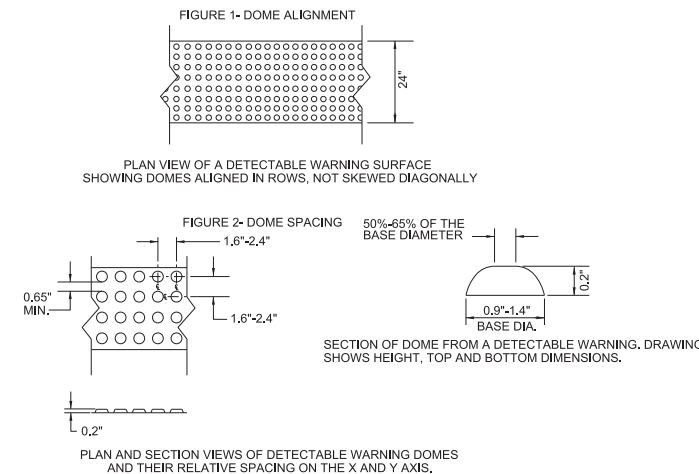 FIGURE 1- DOME ALIGNMENT
24"
PLAN VIEW OF A DETECTABLE WARNING SURFACE
SHOWING DOMES ALIGNED IN ROWS, NOT SKEWED DIAGONALLY
FIGURE 2- DOME SPACING
1.6"-2.4"
0.65"
MIN.
1.6"-2.4"
0.2"
PLAN AND SECTION VIEWS OF DETECTABLE WARNING DOMES
AND THEIR RELATIVE SPACING ON THE X AND Y AXIS.
50%-65% OF THE
BASE DIAMETER
0.2"
0.9"-1.4"
BASE DIA.
SECTION OF DOME FROM A DETECTABLE WARNING. DRAWING
SHOWS HEIGHT, TOP AND BOTTOM DIMENSIONS.